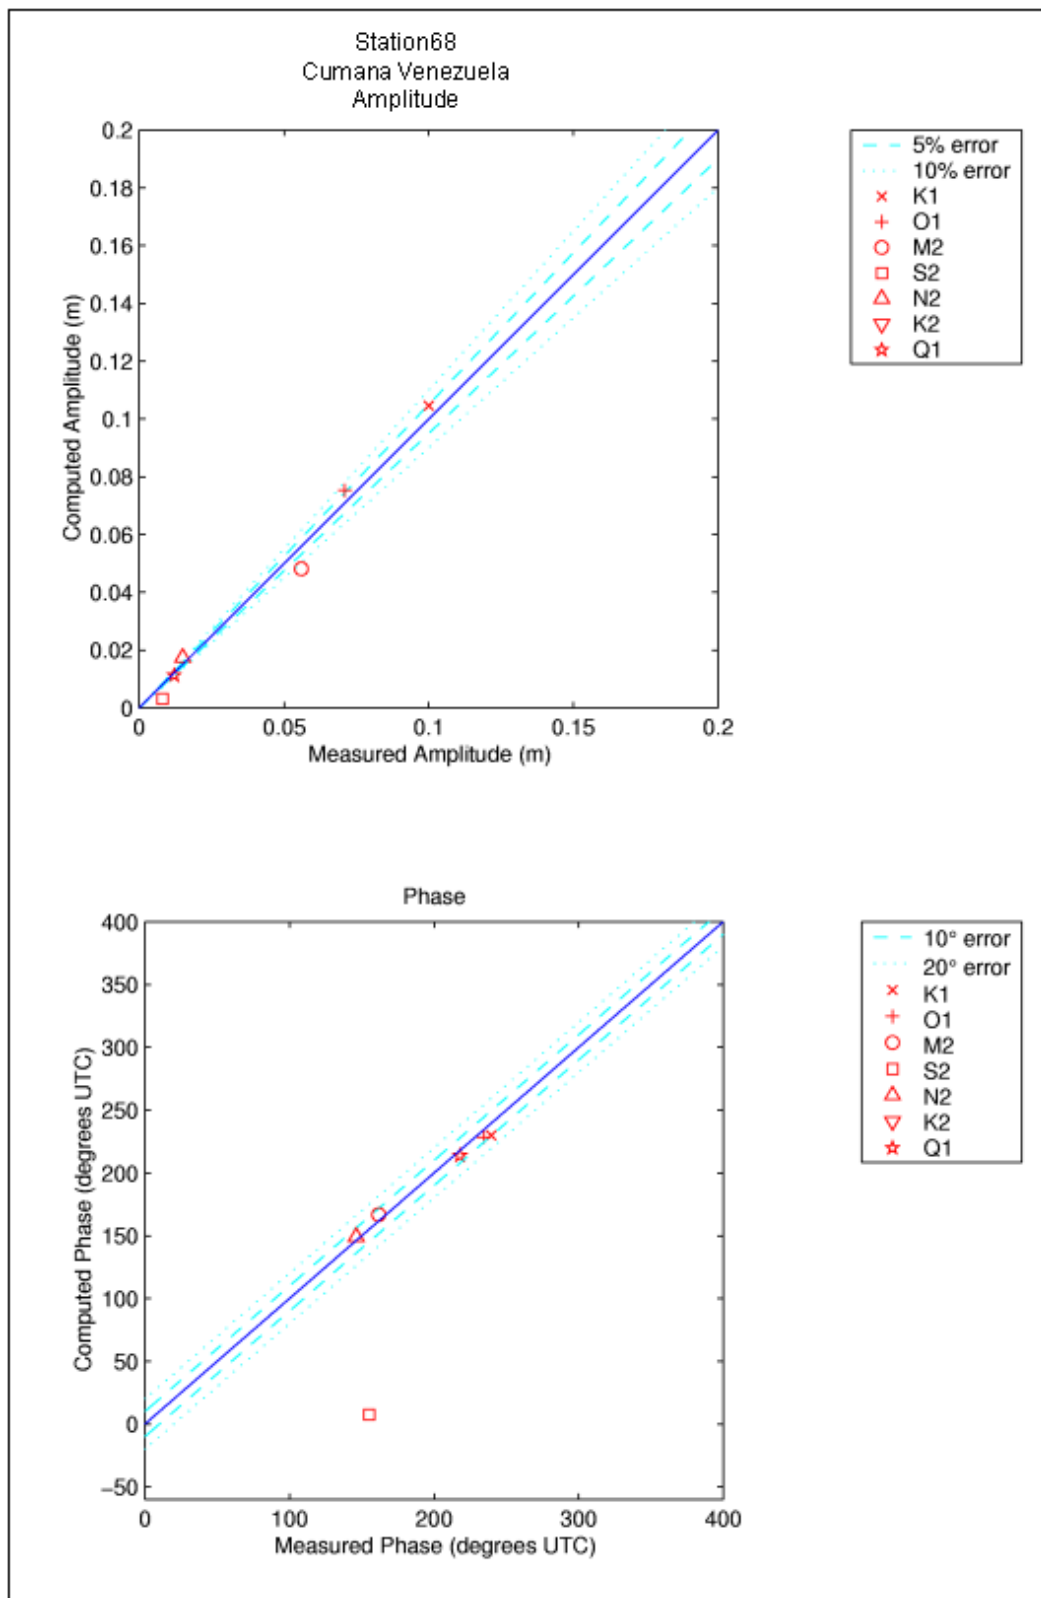 Station68
Cumana Venezuela
Amplitude
0.2
0.18
0.16
0.14
0.12
0.1
0.08
0.06
0.04
0.02
0
Computed Amplitude (m)
0 0.05 0.1 0.15 0.2
Measured Amplitude (m)
5% error
10% error
K1
O1
M2
S2
N2
K2
Q1
Phase
400
350
300
250
200
150
100
50
0
−50
Computed Phase (degrees UTC)
0 100 200 300 400
Measured Phase (degrees UTC)
10° error
20° error
K1
O1
M2
S2
N2
K2
Q1